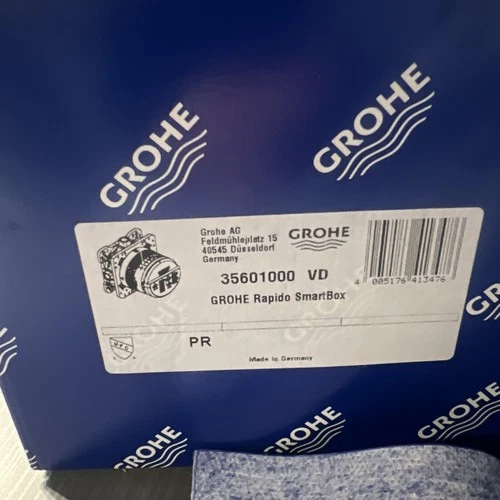 GROHE
GROHE
Grohe AG
Feldmühleplatz 15
40545 Düsseldorf
Germany
GROHE
35601000 VD
GROHE Rapido SmartBox
4 005176 413476
UPC
PR
Made in Germany
GROHE
GROHE
GROHE